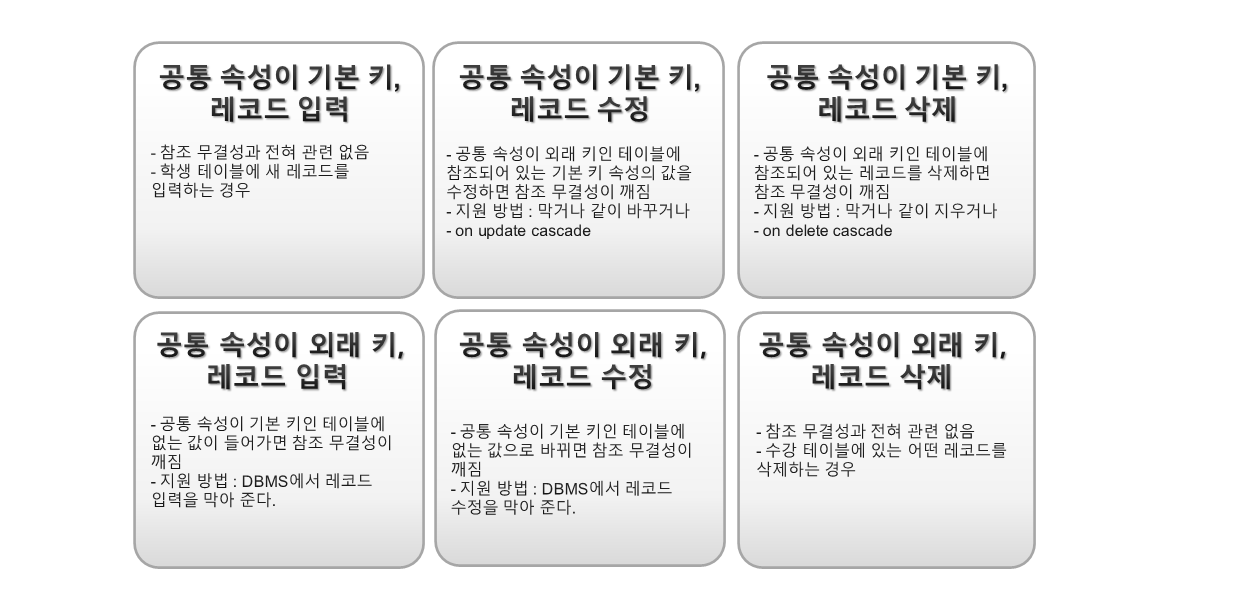 공통 속성이 기본 키,
레코드 입력
- 참조 무결성과 전혀 관련 없음
- 학생 테이블에 새 레코드를
입력하는 경우
공통 속성이 기본 키,
레코드 수정
- 공통 속성이 외래 키인 테이블에
참조되어 있는 기본 키 속성의 값을
수정하면 참조 무결성이 깨짐
- 지원 방법 : 막거나 같이 바꾸거나
- on update cascade
공통 속성이 기본 키,
레코드 삭제
- 공통 속성이 외래 키인 테이블에
참조되어 있는 레코드를 삭제하면
참조 무결성이 깨짐
- 지원 방법 : 막거나 같이 지우거나
- on delete cascade
공통 속성이 외래 키,
레코드 입력
- 공통 속성이 기본 키인 테이블에
없는 값이 들어가면 참조 무결성이
깨짐
- 지원 방법 : DBMS에서 레코드
입력을 막아 준다.
공통 속성이 외래 키,
레코드 수정
- 공통 속성이 기본 키인 테이블에
없는 값으로 바뀌면 참조 무결성이
깨짐
- 지원 방법 : DBMS에서 레코드
수정을 막아 준다.
공통 속성이 외래 키,
레코드 삭제
- 참조 무결성과 전혀 관련 없음
- 수강 테이블에 있는 어떤 레코드를
삭제하는 경우